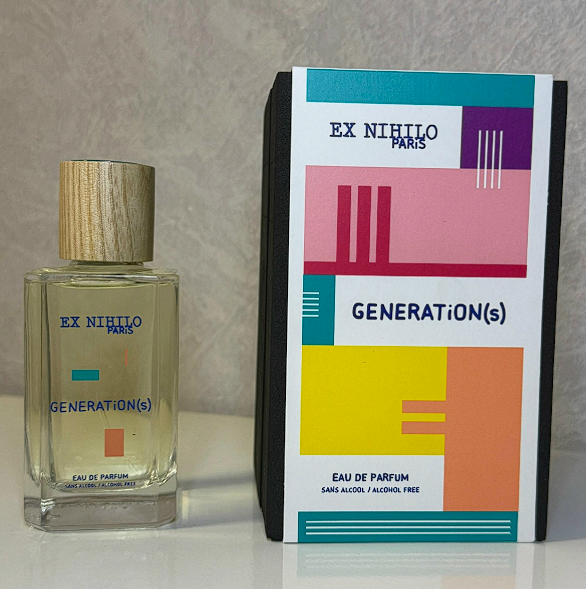 EX NIHILO
PARiS
GENERATiON(s)
EAU DE PARFUM
SANS ALCOOL / ALCOHOL FREE
EX NIHILO
PARiS
GENERATiON(s)
EAU DE PARFUM
SANS ALCOOL / ALCOHOL FREE